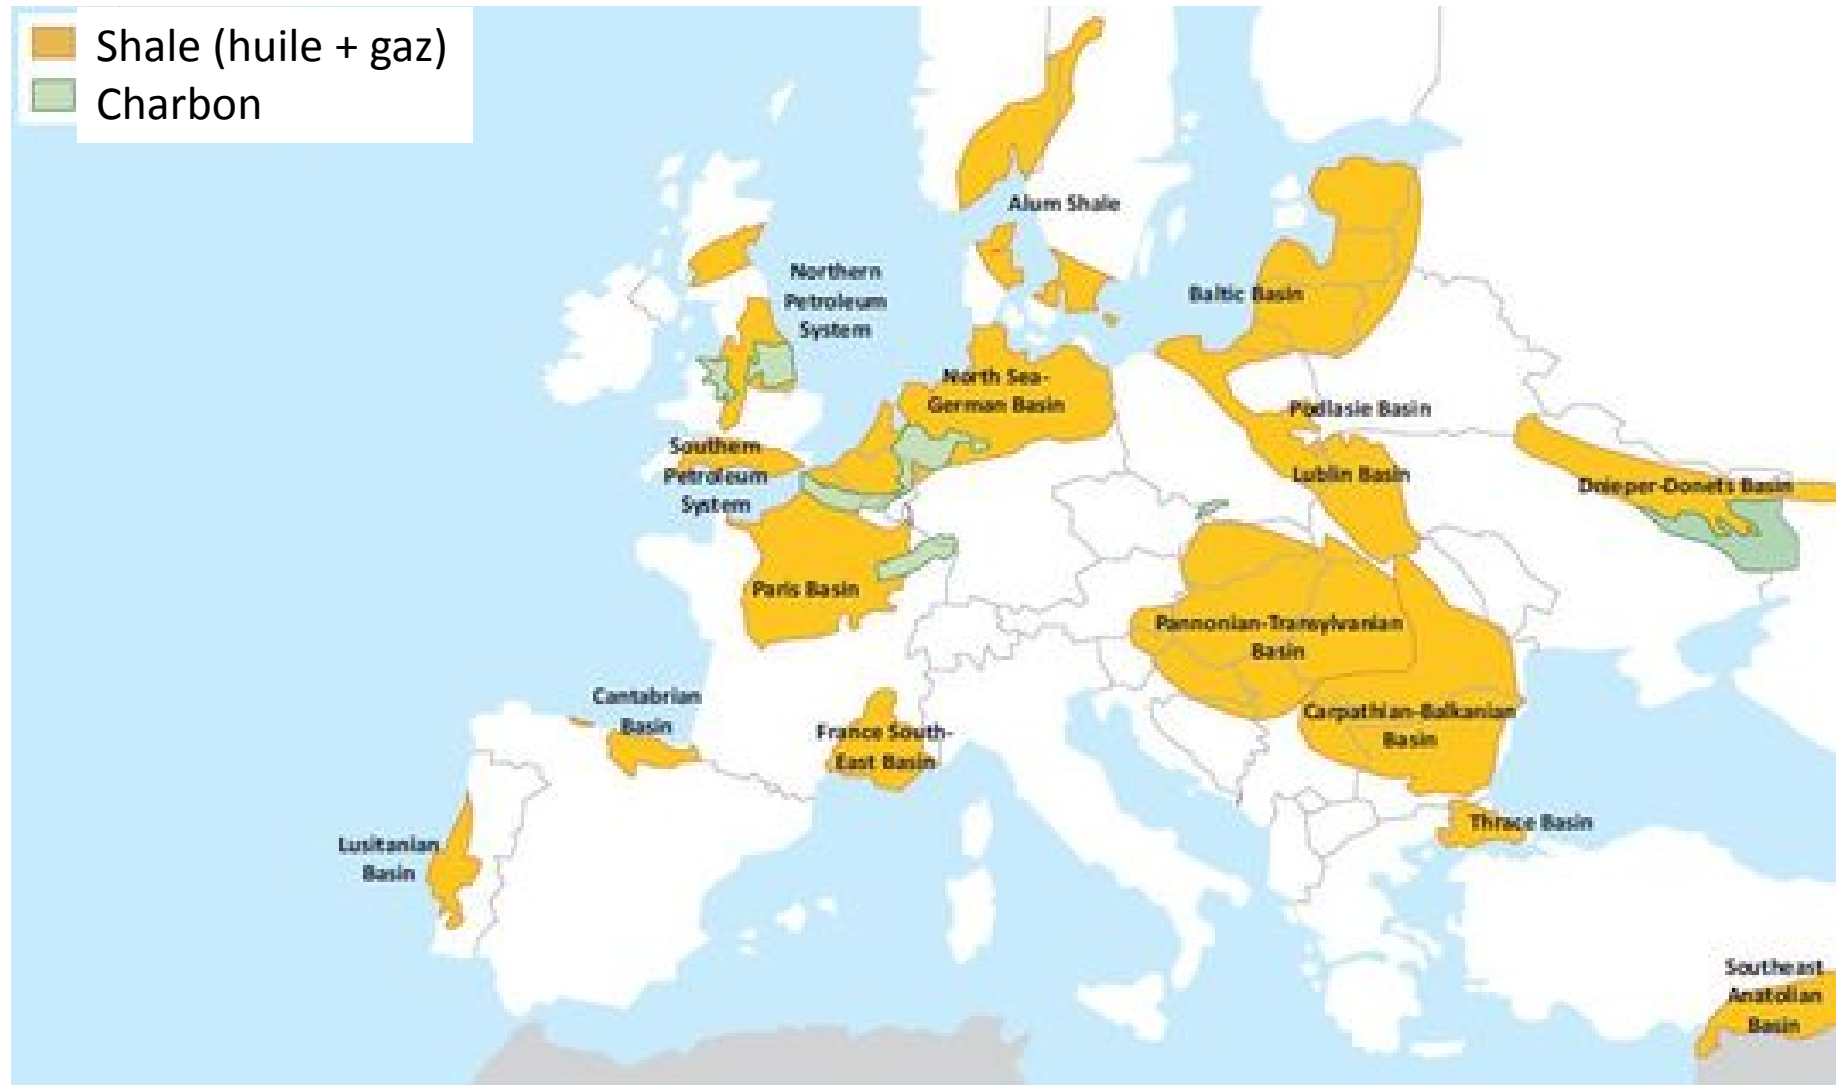 Shale (huile + gaz)
Charbon
Alum Shale
Northern
Petroleum
System
Baltic Basin
North Sea-
German Basin
Podlasie Basin
Southern
Petroleum
System
Lublin Basin
Dnieper-Donets Basin
Paris Basin
Pannonian-Transylvanian
Basin
Cantabrian
Basin
France South-
East Basin
Carpathian-Balkanian
Basin
Thrace Basin
Lusitanian
Basin
Southeast
Anatolian
Basin